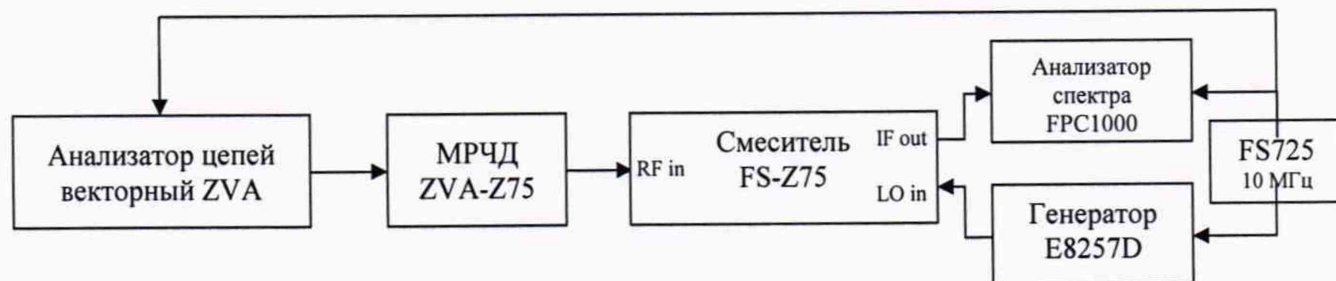 Анализатор цепей
векторный ZVA
МРЧД
ZVA-Z75
RF in
Смеситель
FS-Z75
IF out
LO in
Анализатор
спектра
FPC1000
Генератор
E8257D
FS725
10 МГц